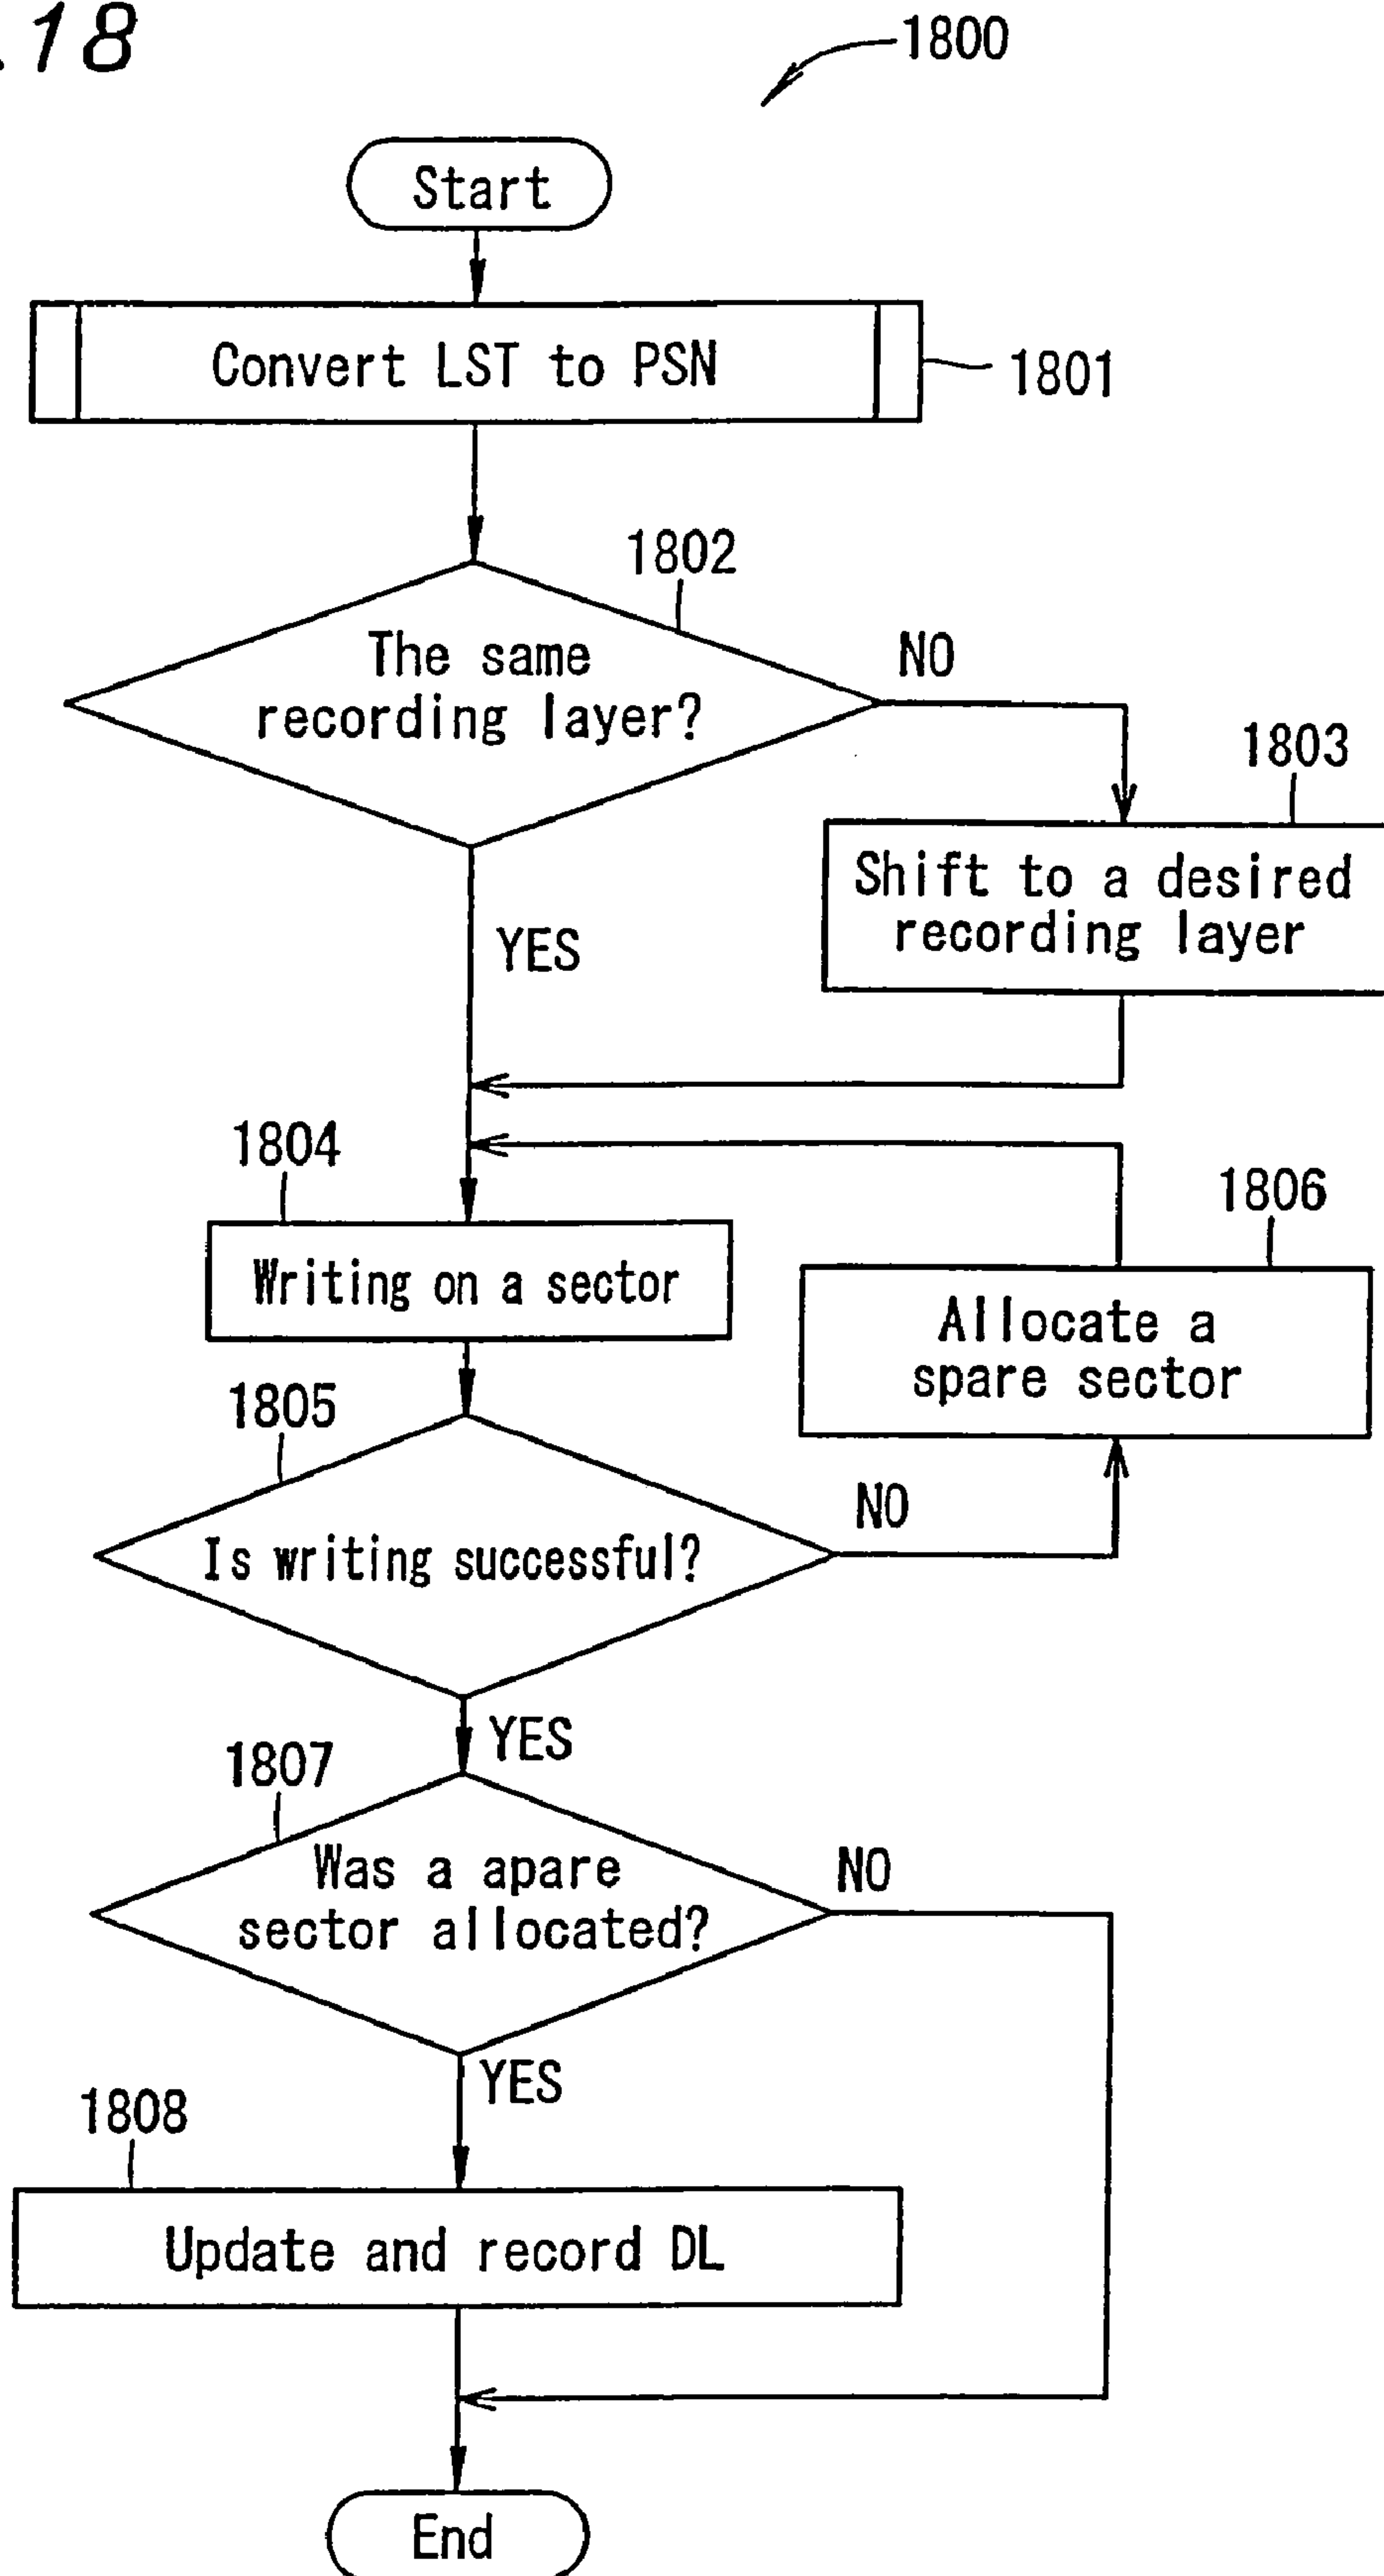 .18
1800
Start
Convert LST to PSN
1801
1802
The same
recording layer?
NO
1803
Shift to a desired
recording layer
YES
1804
Writing on a sector
1806
Allocate a
spare sector
1805
Is writing successful?
NO
YES
1807
Was a apare
sector allocated?
NO
YES
1808
Update and record DL
End